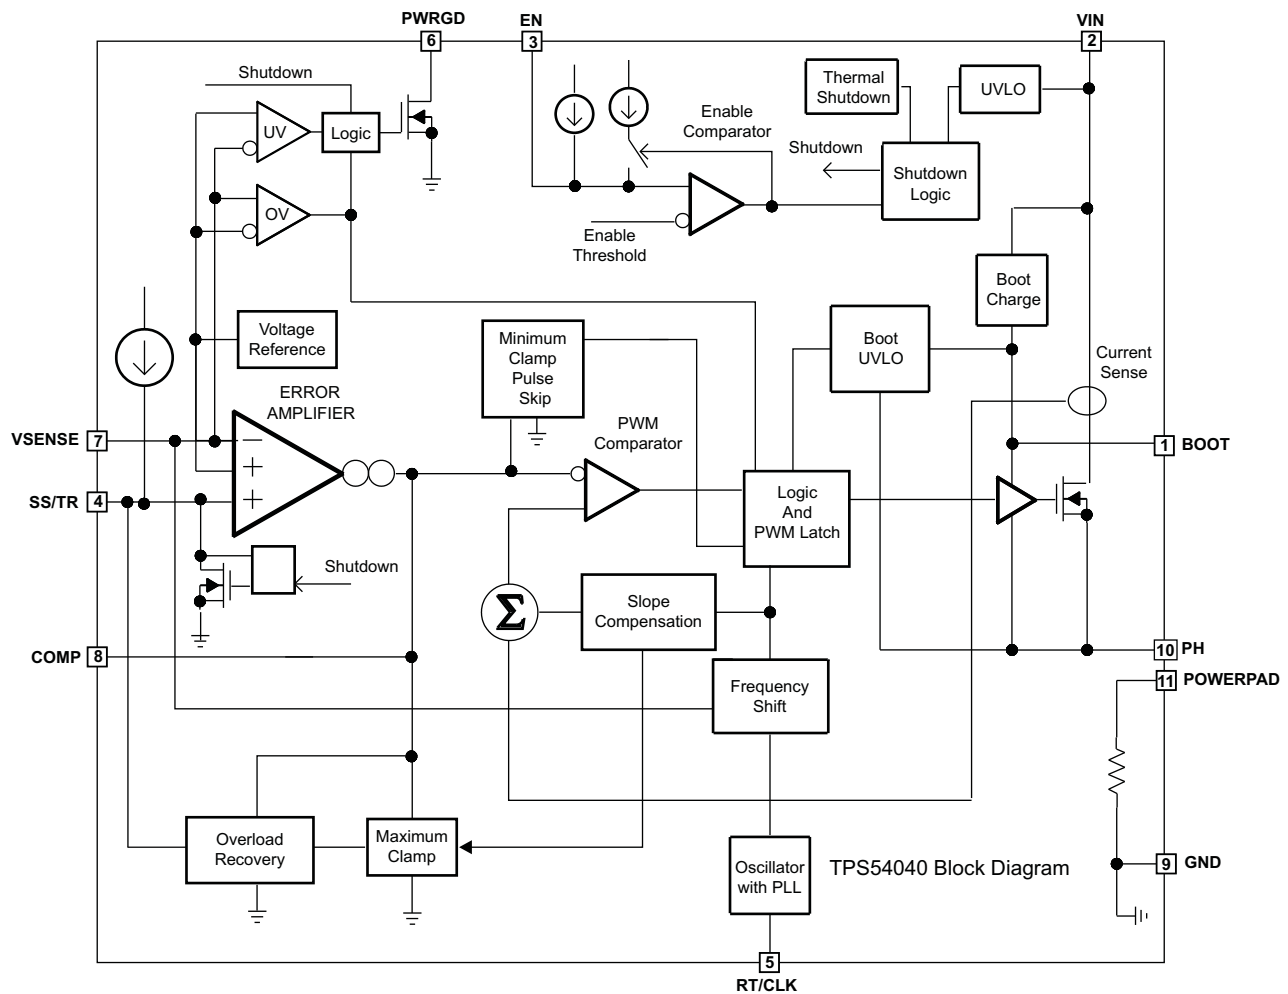 PWRGD
6
EN
3
VIN
2
Shutdown
UV
Logic
OV
Enable
Comparator
Thermal
Shutdown
UVLO
Shutdown
Shutdown
Logic
Enable
Threshold
Boot
Charge
Voltage
Reference
Minimum
Clamp
Pulse
Skip
Boot
UVLO
Current
Sense
ERROR
AMPLIFIER
PWM
Comparator
VSENSE
7
−
+
+
SS/TR
4
1
BOOT
Logic
And
PWM Latch
Shutdown
Σ
Slope
Compensation
COMP
8
10
PH
11
POWERPAD
Frequency
Shift
Overload
Recovery
Maximum
Clamp
Oscillator
with PLL
TPS54040 Block Diagram
9
GND
5
RT/CLK